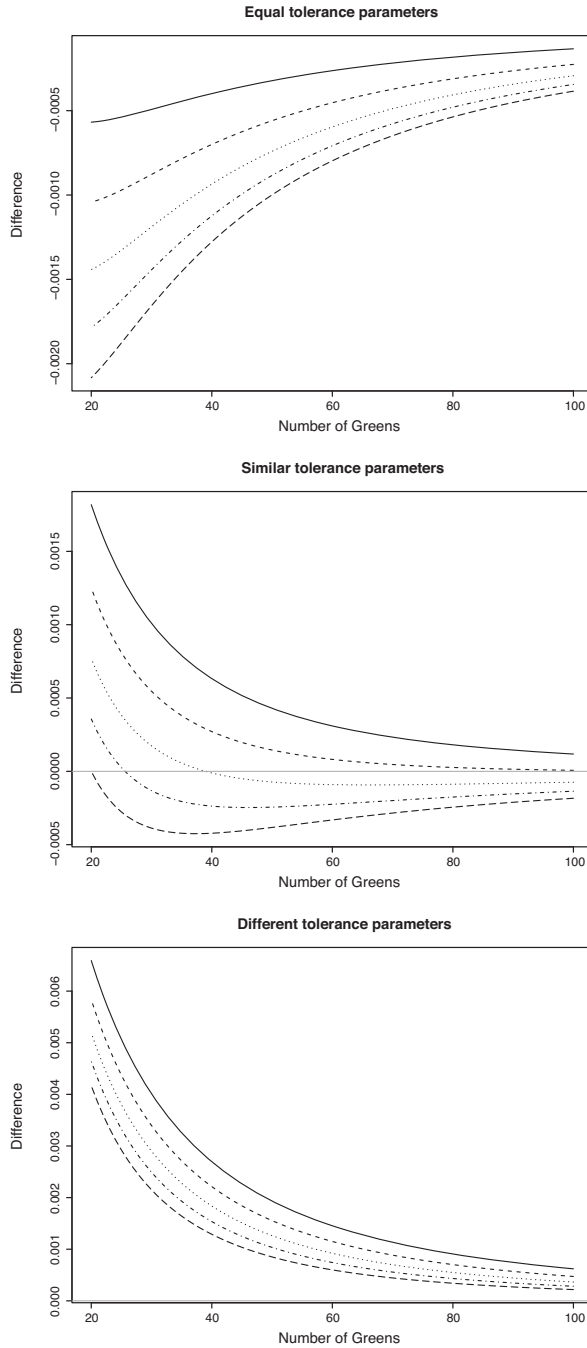 Equal tolerance parameters
Difference
−0.0005
−0.0010
−0.0015
−0.0020
20 40 60 80 100
Number of Greens
Similar tolerance parameters
Difference
0.0015
0.0010
0.0005
0.0000
−0.0005
20 40 60 80 100
Number of Greens
Different tolerance parameters
Difference
0.006
0.005
0.004
0.003
0.002
0.001
0.000
20 40 60 80 100
Number of Greens